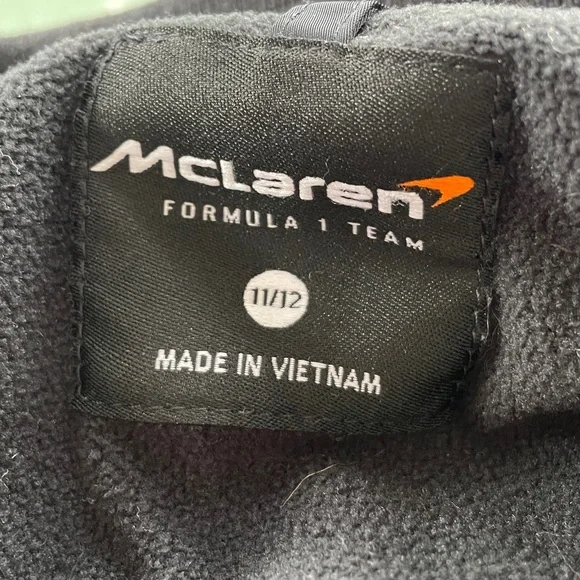 McLaren
FORMULA 1 TEAM
11/12
MADE IN VIETNAM